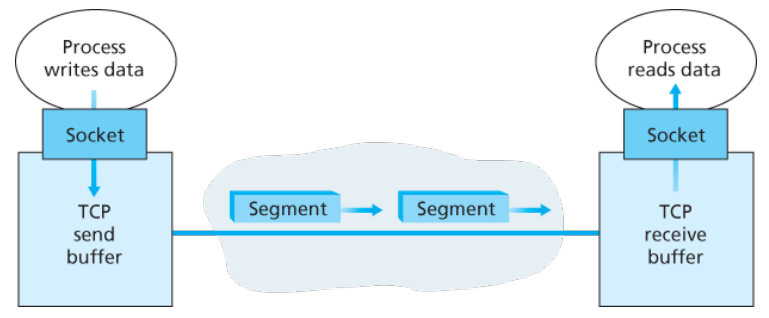 Process
writes data
Socket
TCP
send
buffer
Segment
Segment
Process
reads data
Socket
TCP
receive
buffer